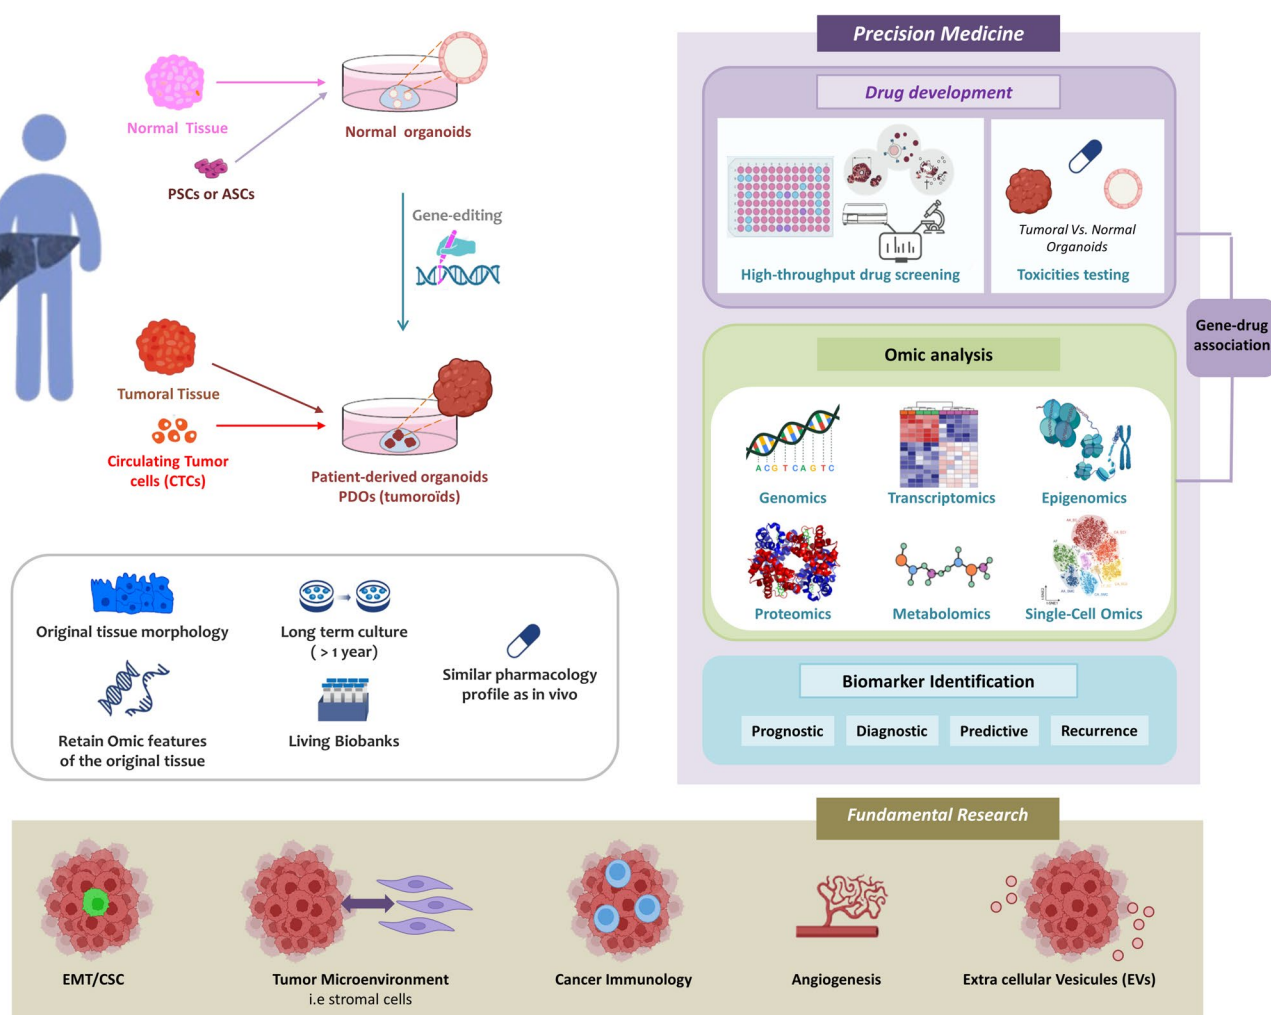 Normal Tissue
PSCs or ASCs
Normal organoids
Gene-editing
Tumoral Tissue
Circulating Tumor
cells (CTCs)
Patient-derived organoids
PDOs (tumoroïds)
Original tissue morphology
Long term culture
( > 1 year)
Similar pharmacology
profile as in vivo
Retain Omic features
of the original tissue
Living Biobanks
Precision Medicine
Drug development
High-throughput drug screening
Tumoral Vs. Normal
Organoids
Toxicities testing
Gene-drug
association
Omic analysis
A C G T C A G T C
Genomics
Transcriptomics
Epigenomics
Proteomics
Metabolomics
Single-Cell Omics
Biomarker Identification
Prognostic
Diagnostic
Predictive
Recurrence
Fundamental Research
EMT/CSC
Tumor Microenvironment
i.e stromal cells
Cancer Immunology
Angiogenesis
Extra cellular Vesicules (EVs)